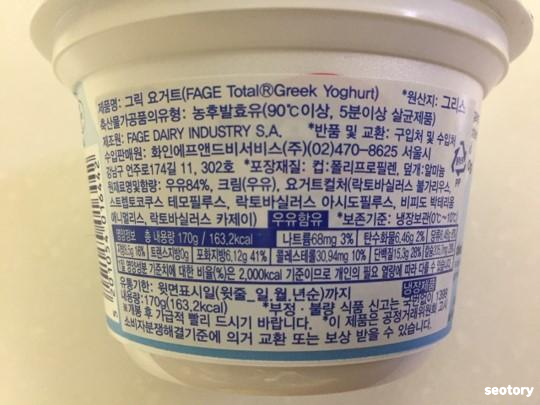 제품명: 그릭 요거트(FAGE Total®Greek Yoghurt) *원산지: 그리스
축산물가공품의유형: 농후발효유(90℃이상, 5분이상 살균제품)
제조원: FAGE DAIRY INDUSTRY S.A. *반품 및 교환: 구입처 및 수입처
수입판매원: 화인에프앤드비서비스(주)(02)470-8625 서울시
강남구 언주로174길 11, 302호 *포장재질: 컵:폴리프로필렌, 덮개:알미늄
원재료명및함량: 우유84%, 크림(우유), 요거트컬처(락토바실러스 불가리우스,
스트렙토코쿠스 테모필루스, 락토바실러스 아시도필루스, 비피도 박테리움
애니멀리스, 락토바실러스 카제이) 우유함유 *보존기준: 냉장보관(0℃~10℃)
영양정보 총 내용량 170g / 163.2kcal 나트륨68mg 3% 탄수화물6.46g 2% 당류
지방 16% 트랜스지방0g 포화지방6.12g 41% 콜레스테롤30.94mg 10% 단백질15.3g 28%
1일 영양성분 기준치에 대한 비율(%)은 2,000kcal 기준이므로 개인의 필요 열량에 따라 다를 수 있습니다.
유통기한: 윗면표시일(윗줄_일,월,년순)까지 냉장제품
내용량:170g(163.2kcal) *부정·불량 식품 신고는 국번없이 1399
*개봉 후 가급적 빨리 드시기 바랍니다. *이 제품은 공정거래위원회 고시
소비자분쟁해결기준에 의거 교환 또는 보상 받을 수 있습니다.
PP
seotory